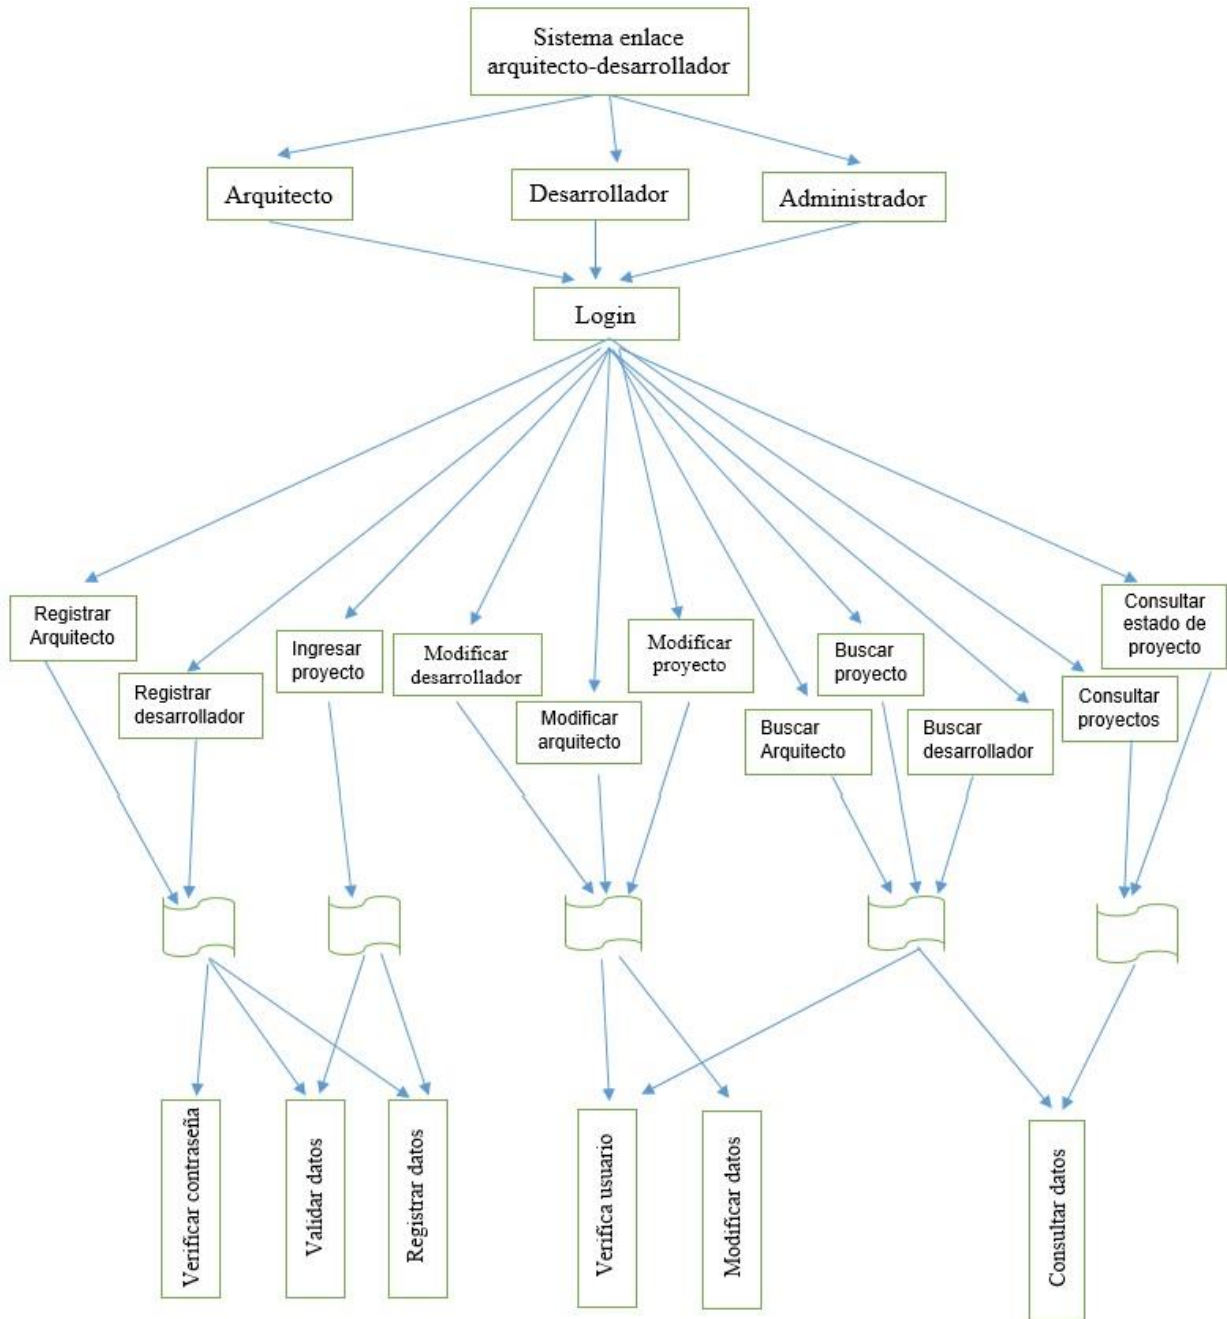 Sistema enlace
arquitecto-desarrollador
Arquitecto
Desarrollador
Administrador
Login
Registrar
Arquitecto
Registrar
desarrollador
Ingresar
proyecto
Modificar
desarrollador
Modificar
arquitecto
Modificar
proyecto
Buscar
Arquitecto
Buscar
proyecto
Buscar
desarrollador
Consultar
proyectos
Consultar
estado de
proyecto
Verificar contraseña
Validar datos
Registrar datos
Verifica usuario
Modificar datos
Consultar datos